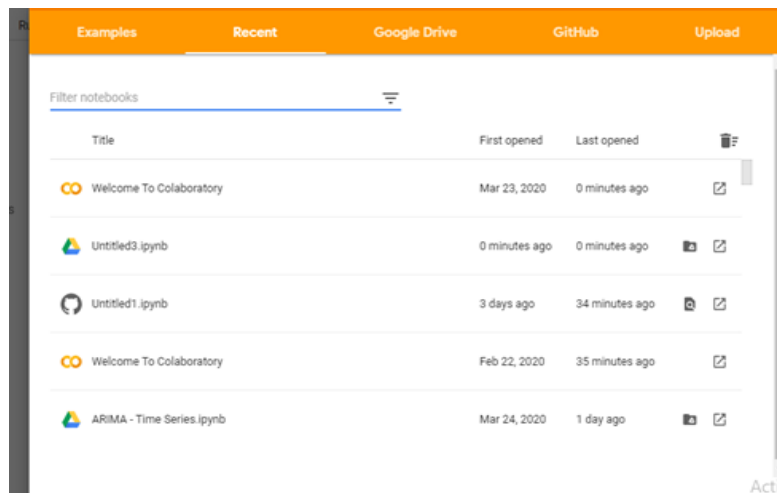 Examples Recent Google Drive GitHub Upload
Filter notebooks
Title First opened Last opened
Welcome To Colaboratory Mar 23, 2020 0 minutes ago
Untitled3.ipynb 0 minutes ago 0 minutes ago
Untitled1.ipynb 3 days ago 34 minutes ago
Welcome To Colaboratory Feb 22, 2020 35 minutes ago
ARIMA - Time Series.ipynb Mar 24, 2020 1 day ago